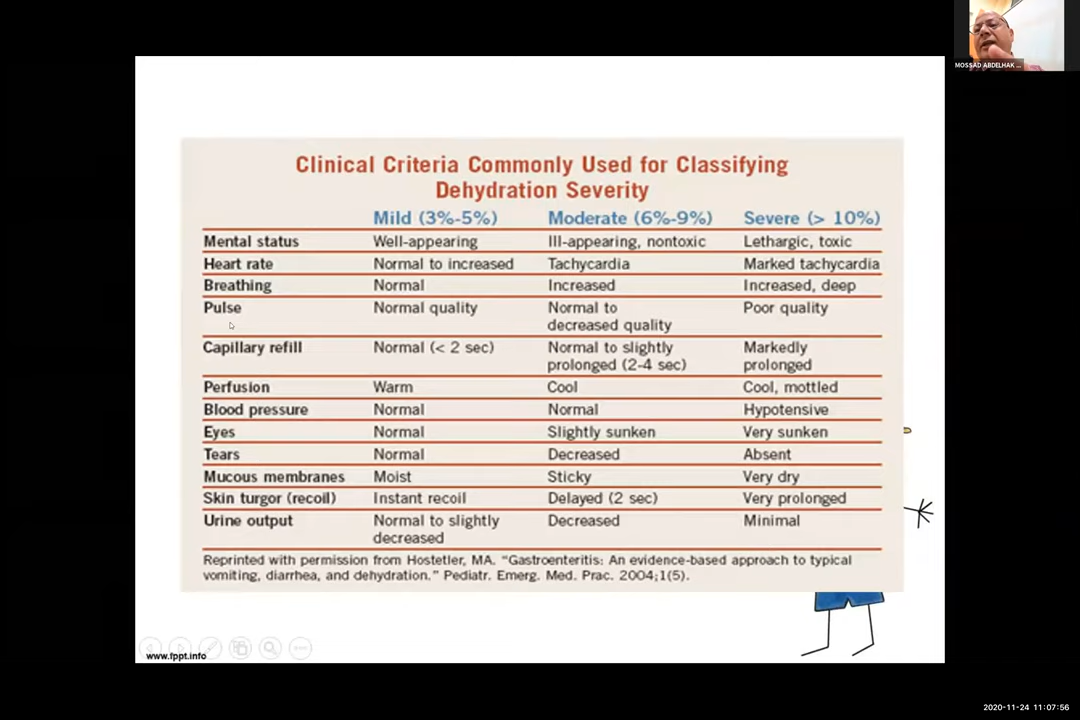 MOSSAD ABDELHAK ...
Clinical Criteria Commonly Used for Classifying
Dehydration Severity
Mild (3%-5%) Moderate (6%-9%) Severe (> 10%)
Mental status Well-appearing Ill-appearing, nontoxic Lethargic, toxic
Heart rate Normal to increased Tachycardia Marked tachycardia
Breathing Normal Increased Increased, deep
Pulse Normal quality Normal to Poor quality
decreased quality
Capillary refill Normal (< 2 sec) Normal to slightly Markedly
prolonged (2-4 sec) prolonged
Perfusion Warm Cool Cool, mottled
Blood pressure Normal Normal Hypotensive
Eyes Normal Slightly sunken Very sunken
Tears Normal Decreased Absent
Mucous membranes Moist Sticky Very dry
Skin turgor (recoil) Instant recoil Delayed (2 sec) Very prolonged
Urine output Normal to slightly Decreased Minimal
decreased
Reprinted with permission from Hostetler, MA. "Gastroenteritis: An evidence-based approach to typical
vomiting, diarrhea, and dehydration." Pediatr. Emerg. Med. Prac. 2004;1(5).
www.fppt.info
2020-11-24 11:07:56